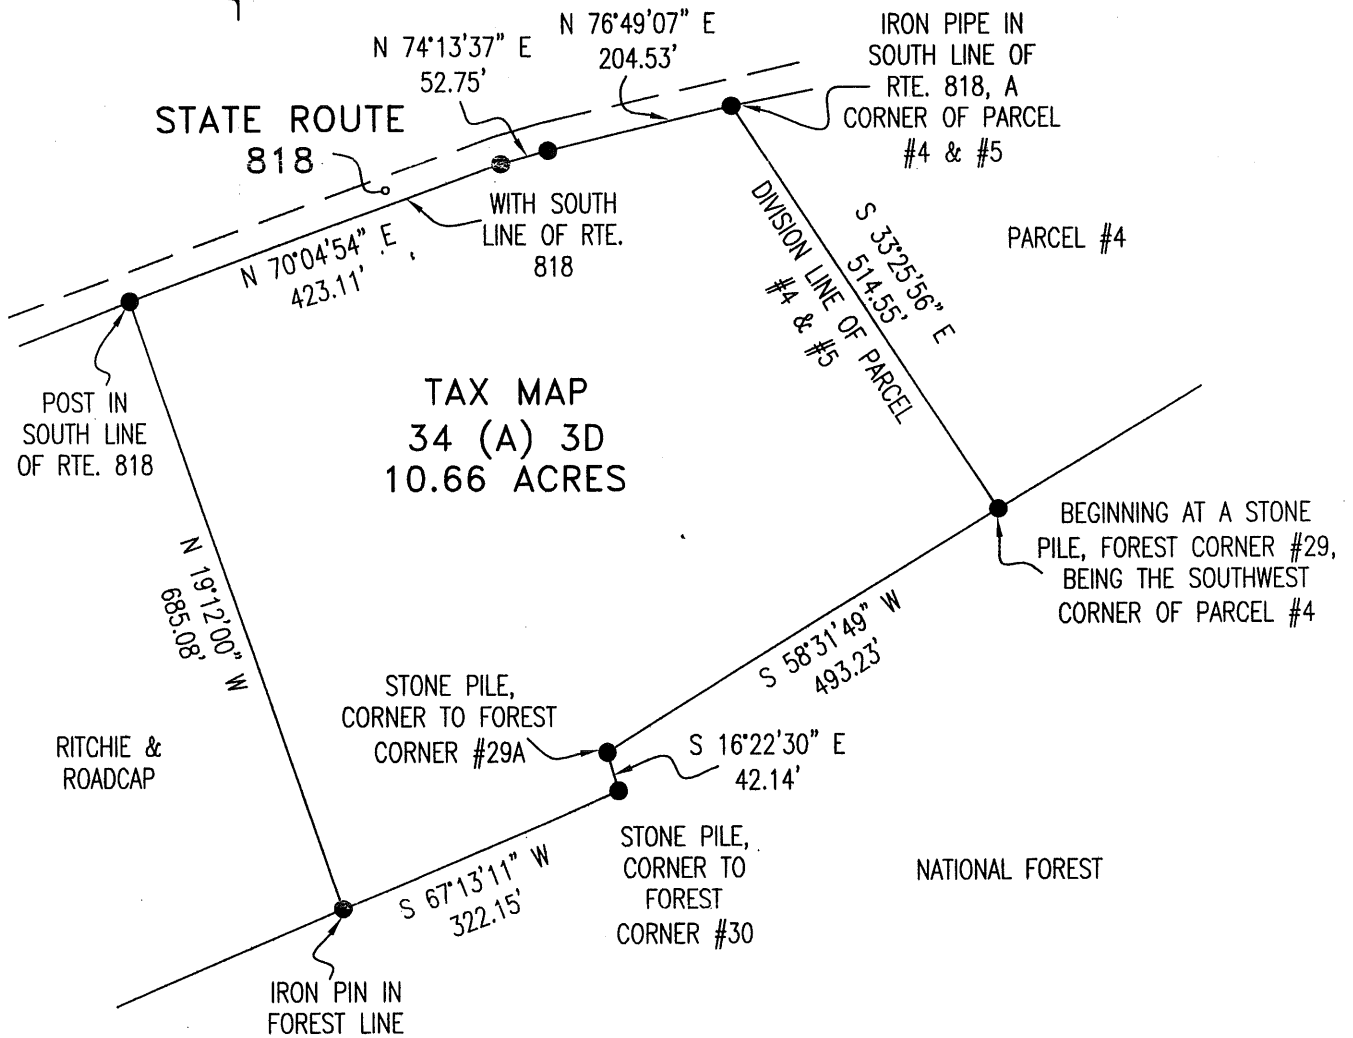 N 76°49'07" E
204.53'
N 74°13'37" E
52.75'
IRON PIPE IN
SOUTH LINE OF
RTE. 818, A
CORNER OF PARCEL
#4 & #5
STATE ROUTE
818
WITH SOUTH
LINE OF RTE.
818
N 70°04'54" E
423.11'
DIVISION LINE OF PARCEL
#4 & #5
S 33°25'56" E
514.55'
PARCEL #4
POST IN
SOUTH LINE
OF RTE. 818
TAX MAP
34 (A) 3D
10.66 ACRES
BEGINNING AT A STONE
PILE, FOREST CORNER #29,
BEING THE SOUTHWEST
CORNER OF PARCEL #4
N 19°12'00" W
685.08'
S 58°31'49" W
493.23'
STONE PILE,
CORNER TO FOREST
CORNER #29A
S 16°22'30" E
42.14'
RITCHIE &
ROADCAP
STONE PILE,
CORNER TO
FOREST
CORNER #30
NATIONAL FOREST
S 67°13'11" W
322.15'
IRON PIN IN
FOREST LINE